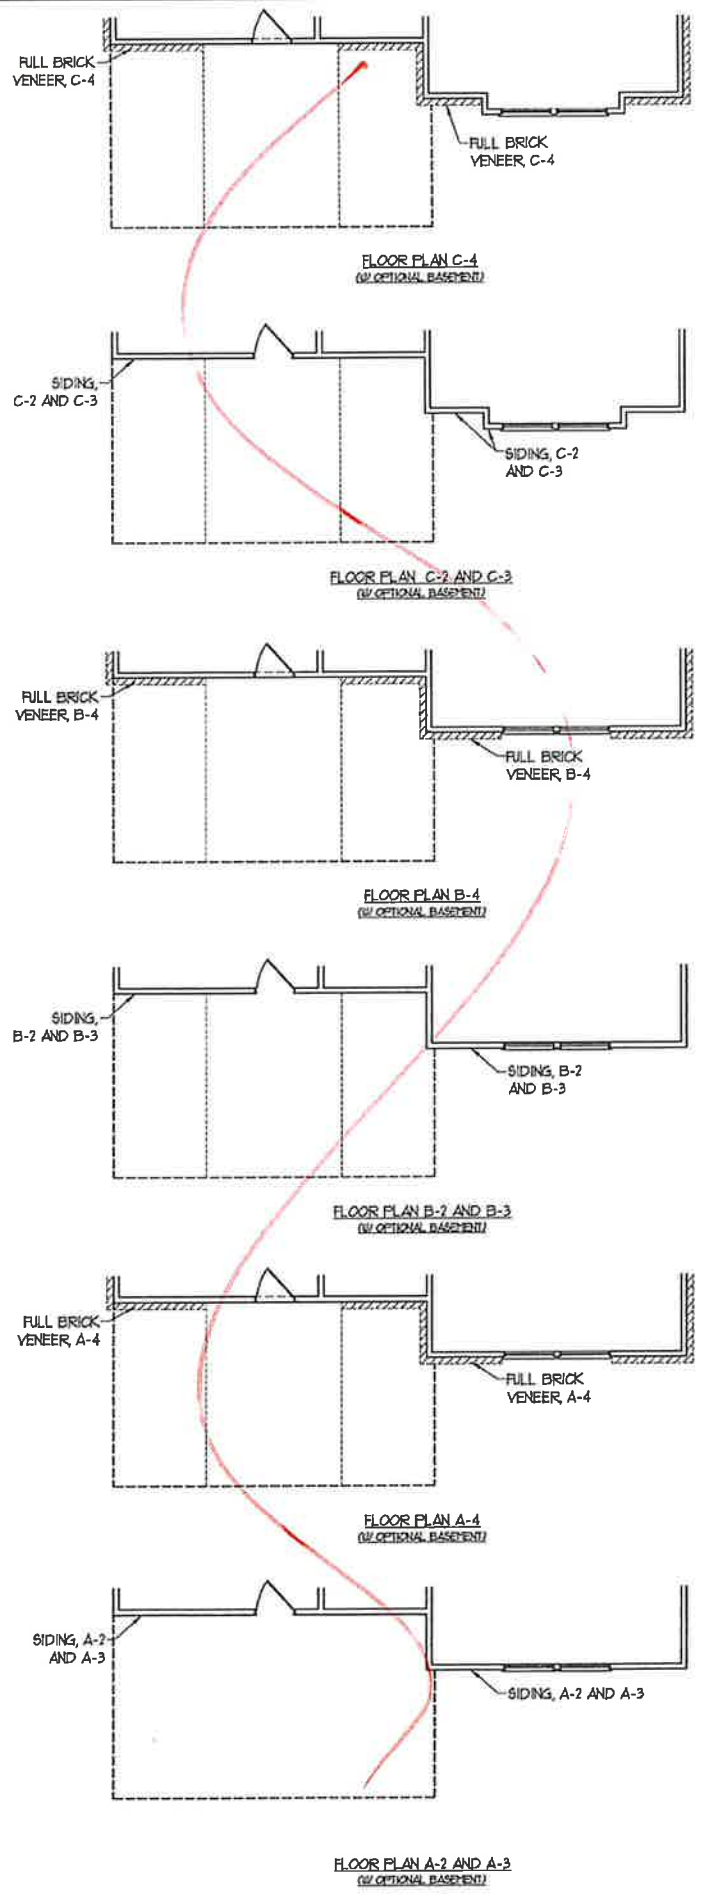 FULL BRICK
VENEER, C-4
FULL BRICK
VENEER, C-4
FLOOR PLAN C-4
(W/ OPTIONAL BASEMENT)
SIDING,
C-2 AND C-3
SIDING, C-2
AND C-3
FLOOR PLAN C-2 AND C-3
(W/ OPTIONAL BASEMENT)
FULL BRICK
VENEER, B-4
FULL BRICK
VENEER, B-4
FLOOR PLAN B-4
(W/ OPTIONAL BASEMENT)
SIDING,
B-2 AND B-3
SIDING, B-2
AND B-3
FLOOR PLAN B-2 AND B-3
(W/ OPTIONAL BASEMENT)
FULL BRICK
VENEER, A-4
FULL BRICK
VENEER, A-4
FLOOR PLAN A-4
(W/ OPTIONAL BASEMENT)
SIDING, A-2
AND A-3
SIDING, A-2 AND A-3
FLOOR PLAN A-2 AND A-3
(W/ OPTIONAL BASEMENT)